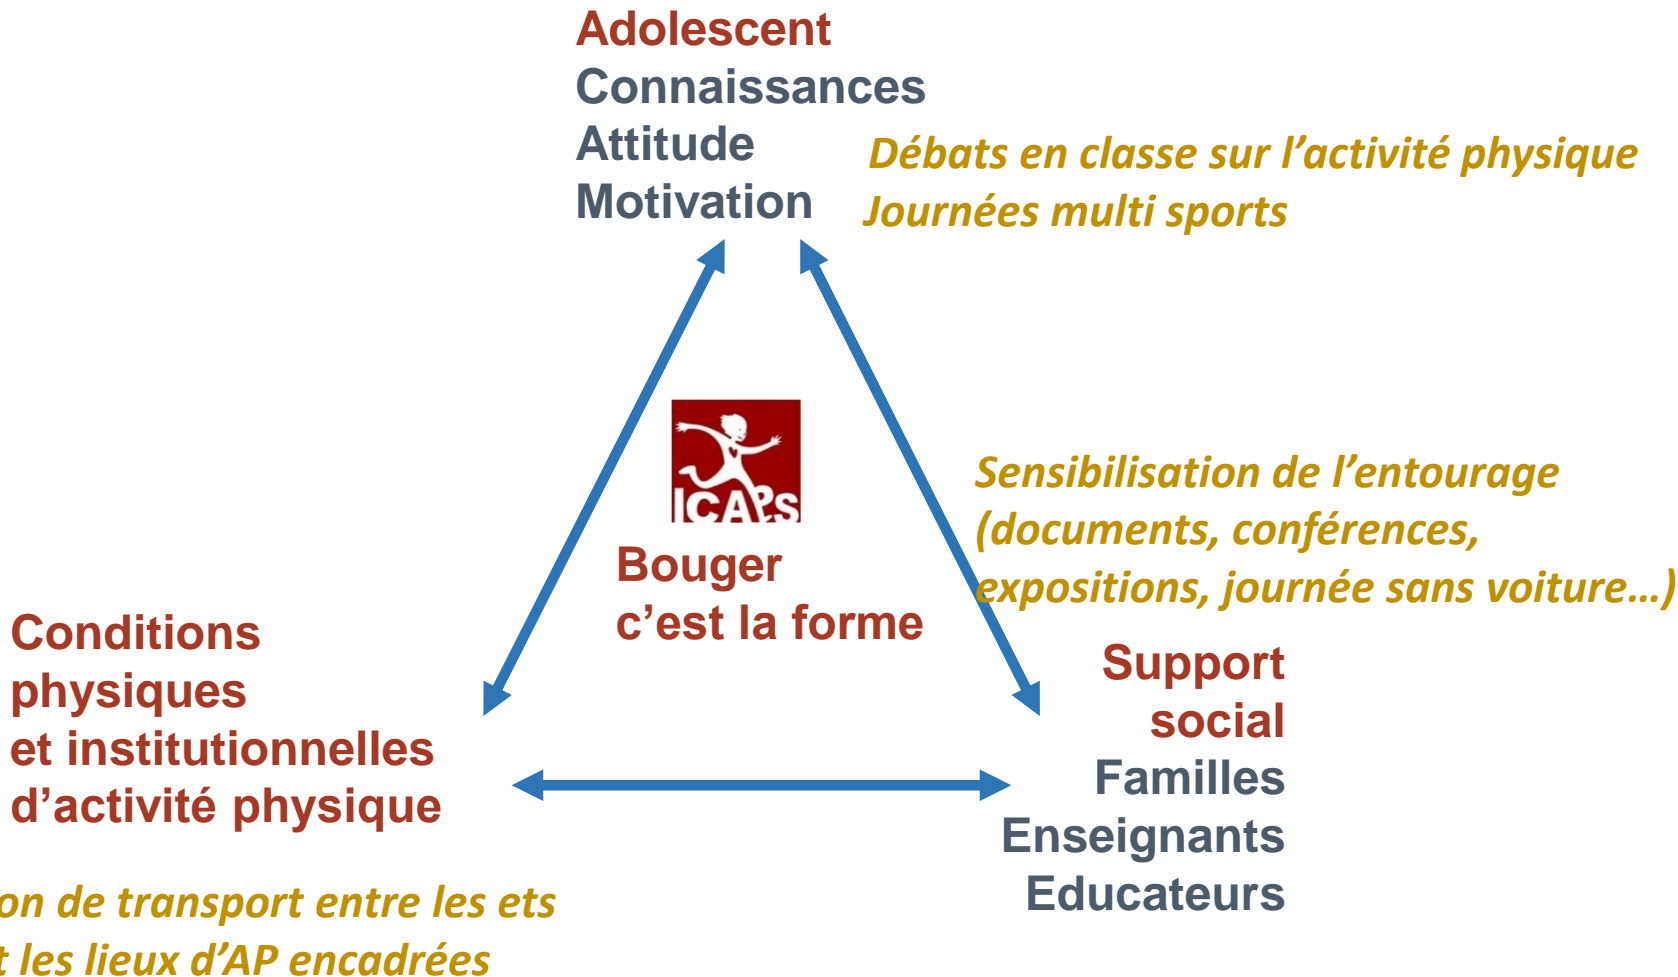 Adolescent
Connaissances
Attitude
Motivation
Débats en classe sur l’activité physique
Journées multi sports
ICAPS
Bouger
c’est la forme
Sensibilisation de l’entourage
(documents, conférences,
expositions, journée sans voiture…)
Conditions
physiques
et institutionnelles
d’activité physique
Support
social
Familles
Enseignants
Educateurs
de transport entre les ets
les lieux d’AP encadrées